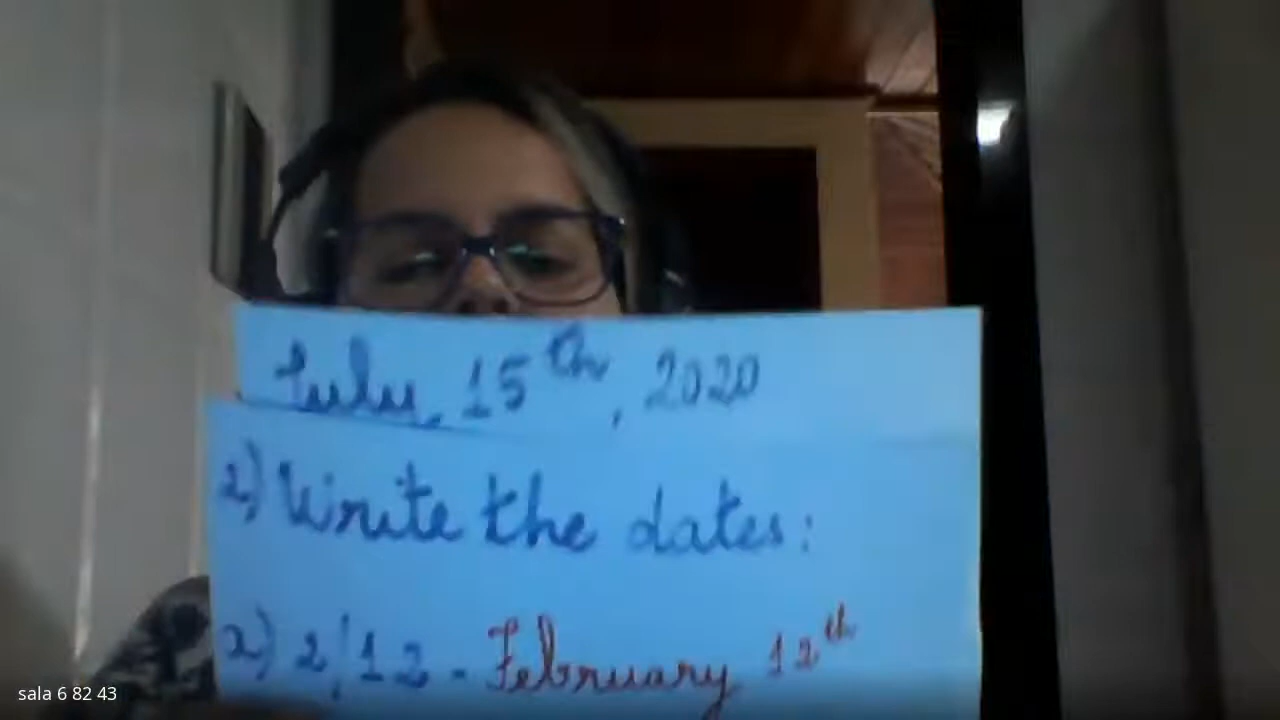 July, 15th, 2020
2) Write the dates:
a) 2/12 - February 12th
sala 6 82 43